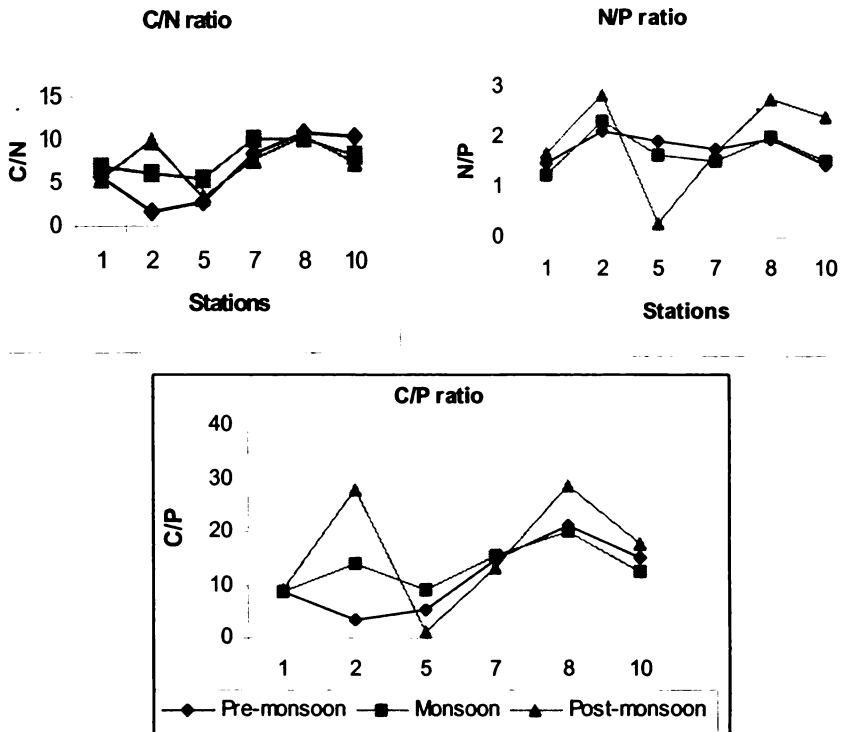 C/N ratio
15
10
5
0
C/N
1 2 5 7 8 10
Stations
N/P ratio
3
2
1
0
N/P
1 2 5 7 8 10
Stations
C/P ratio
40
30
20
10
0
C/P
1 2 5 7 8 10
Pre-monsoon Monsoon Post-monsoon